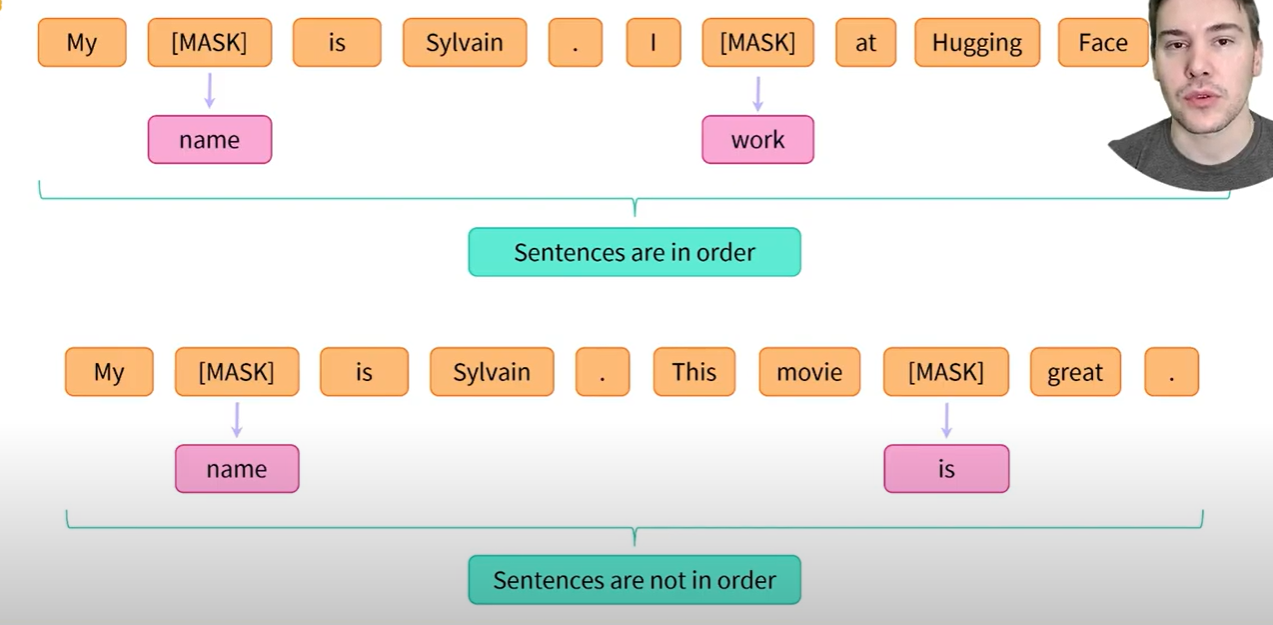 My [MASK] is Sylvain . I [MASK] at Hugging Face
name work
Sentences are in order
My [MASK] is Sylvain . This movie [MASK] great .
name is
Sentences are not in order